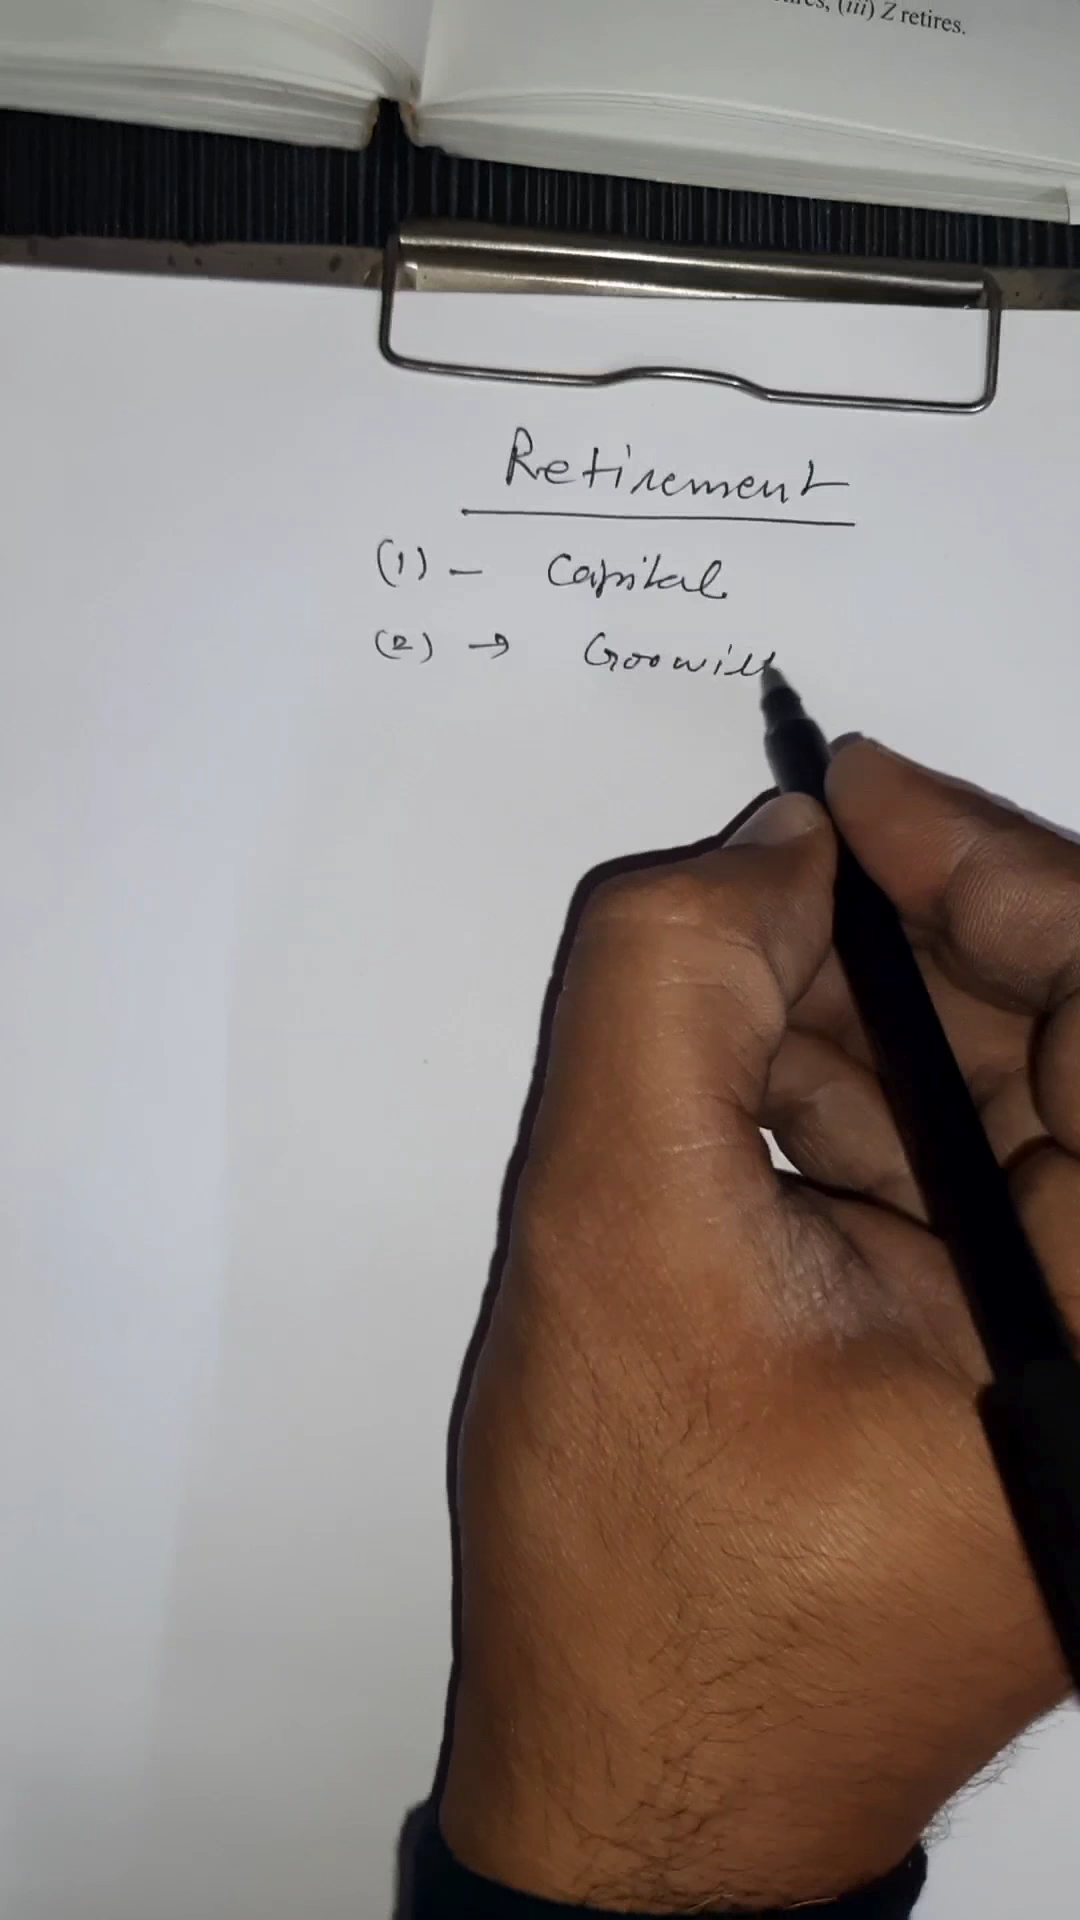 (iii) Z retires.
Retirement
(1) - Capital
(2) → Goowill